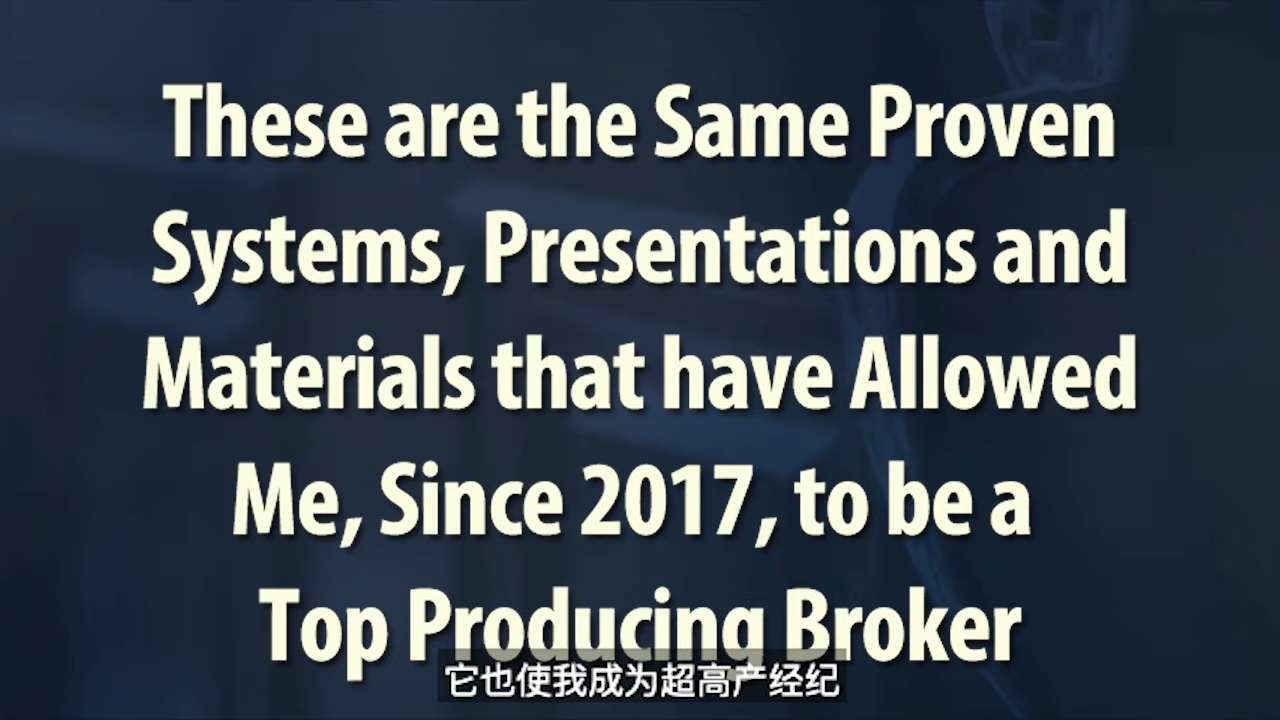 These are the Same Proven
Systems, Presentations and
Materials that have Allowed
Me, Since 2017, to be a
Top Producing Broker
它也使我成为超高产经纪